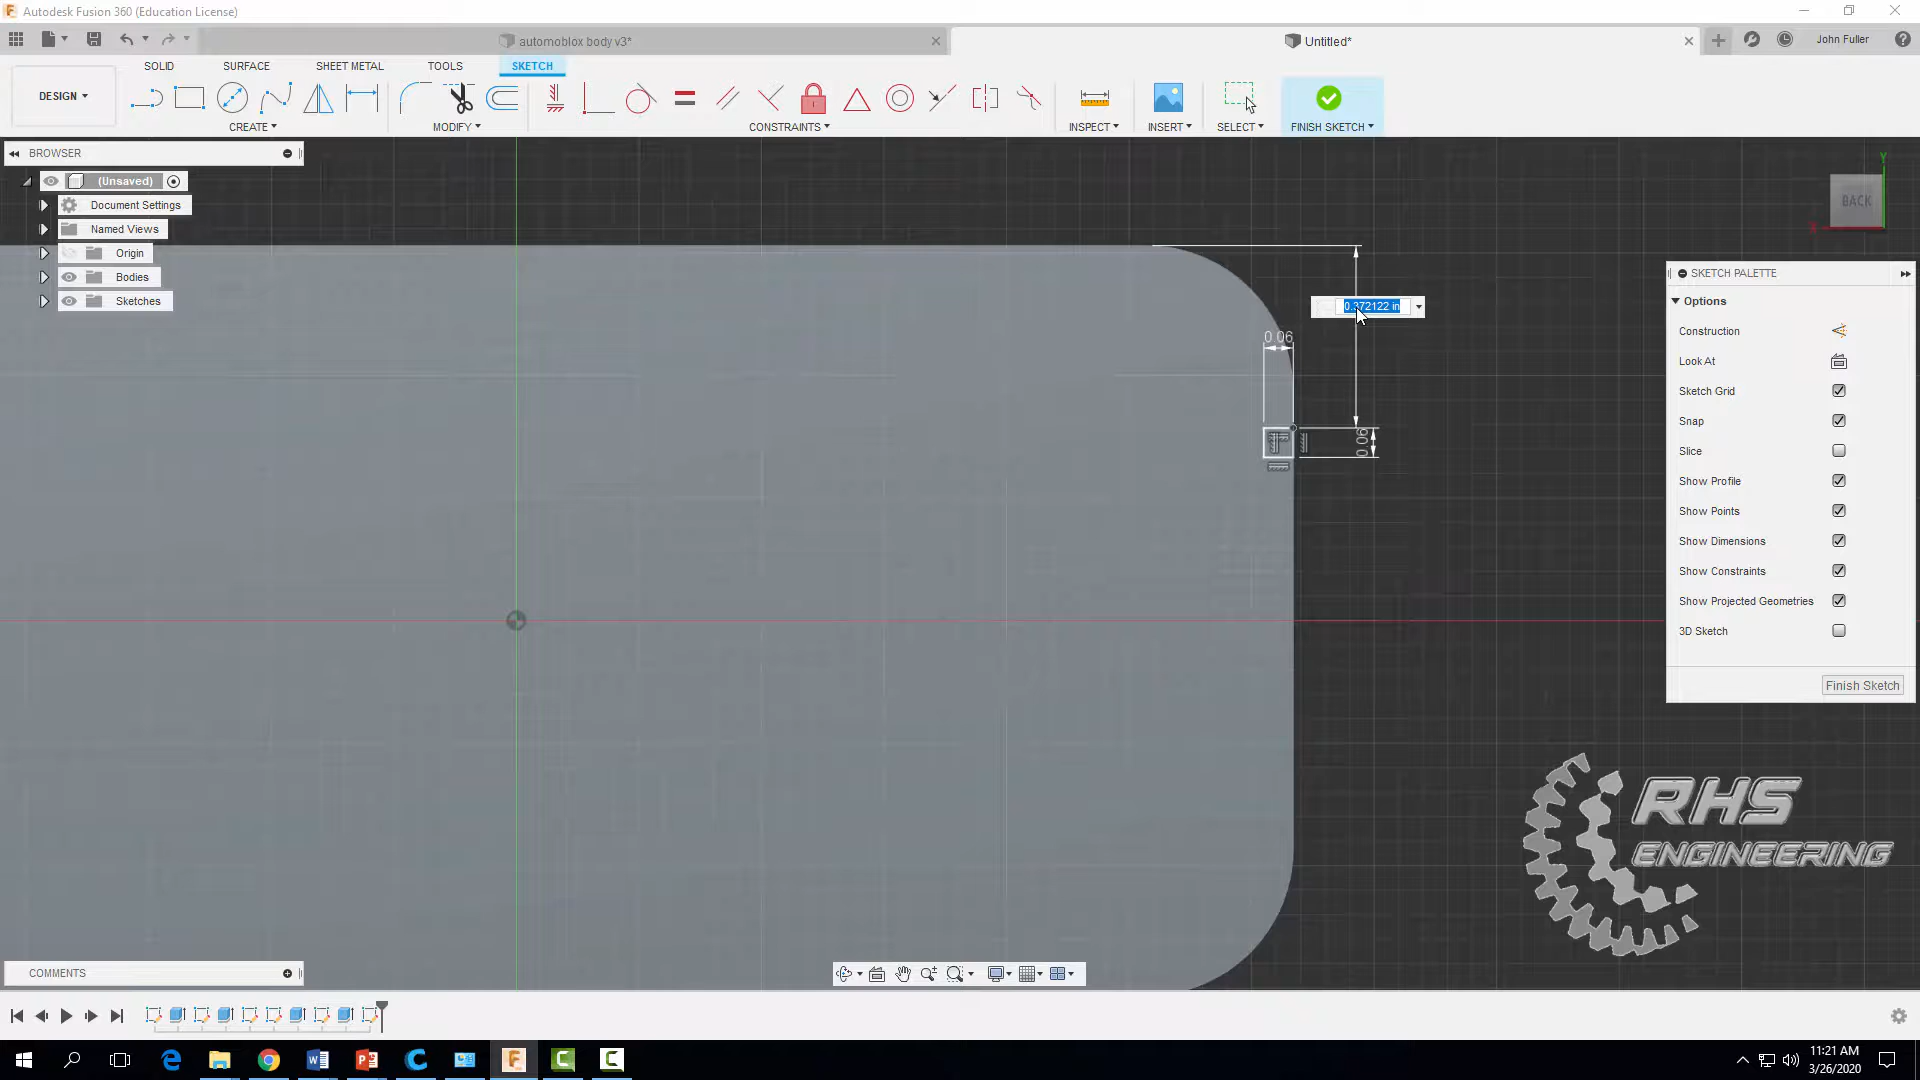 Autodesk Fusion 360 (Education License)
automoblox body v3*
Untitled*
John Fuller
DESIGN
SOLID
SURFACE
SHEET METAL
TOOLS
SKETCH
CREATE
MODIFY
CONSTRAINTS
INSPECT
INSERT
SELECT
FINISH SKETCH
BROWSER
(Unsaved)
Document Settings
Named Views
Origin
Bodies
Sketches
BACK
Y
X
0.372122 in
0.06
0.06
SKETCH PALETTE
Options
Construction
Look At
Sketch Grid
Snap
Slice
Show Profile
Show Points
Show Dimensions
Show Constraints
Show Projected Geometries
3D Sketch
Finish Sketch
RHS
ENGINEERING
COMMENTS
11:21 AM
3/26/2020